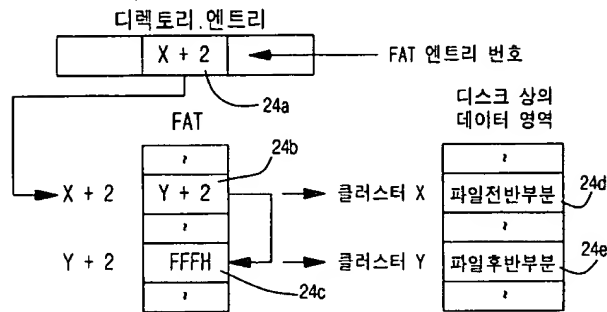 디렉토리.엔트리
X + 2
FAT 엔트리 번호
24a
FAT
디스크 상의
데이터 영역
24b
~
~
X + 2
Y + 2
클러스터 X
파일전반부분
24d
~
~
Y + 2
FFFH
클러스터 Y
파일후반부분
24e
~
24c
~